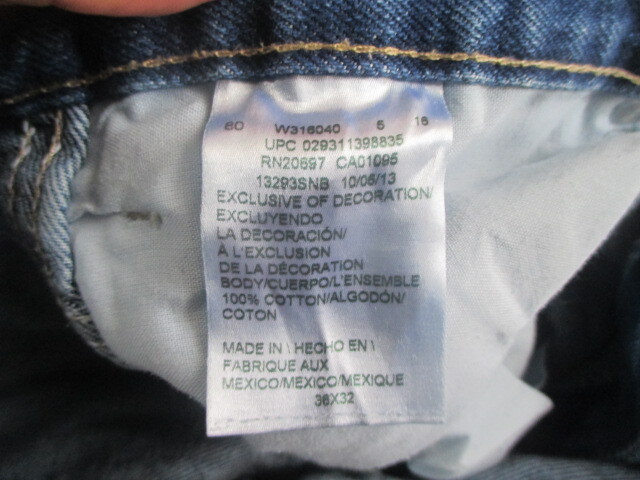 60 W316040 5 16
UPC 029311398835
RN20697 CA01095
13293SNB 10/05/13
EXCLUSIVE OF DECORATION/
EXCLUYENDO
LA DECORACIÓN/
À L'EXCLUSION
DE LA DÉCORATION
BODY/CUERPO/L'ENSEMBLE
100% COTTON/ALGODÓN/
COTON
MADE IN \ HECHO EN \
FABRIQUE AUX
MEXICO/MEXICO/MEXIQUE
36X32